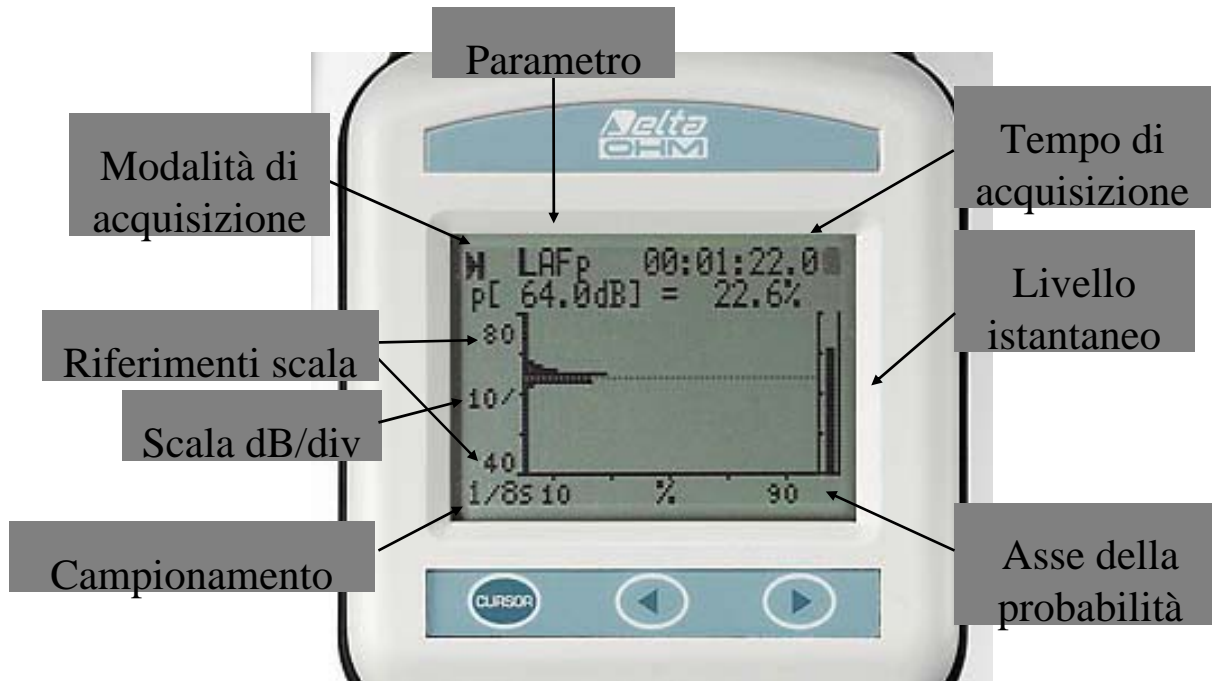 Parametro
Delta
OHM
Modalità di
acquisizione
Tempo di
acquisizione
LAFp 00:01:22.0
p[ 64.0dB] = 22.6%
Livello
istantaneo
80
Riferimenti scala
10/
Scala dB/div
40
1/8s 10 % 90
Campionamento
Asse della
probabilità
CURSOR